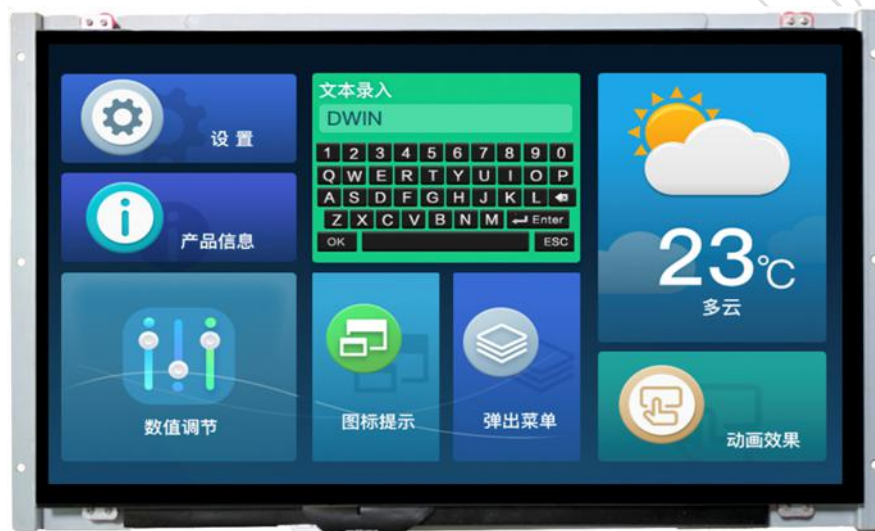 设置
产品信息
数值调节
文本录入
DWIN
1 2 3 4 5 6 7 8 9 0
Q W E R T Y U I O P
A S D F G H J K L
Z X C V B N M Enter
OK ESC
图标提示
弹出菜单
23℃
多云
动画效果